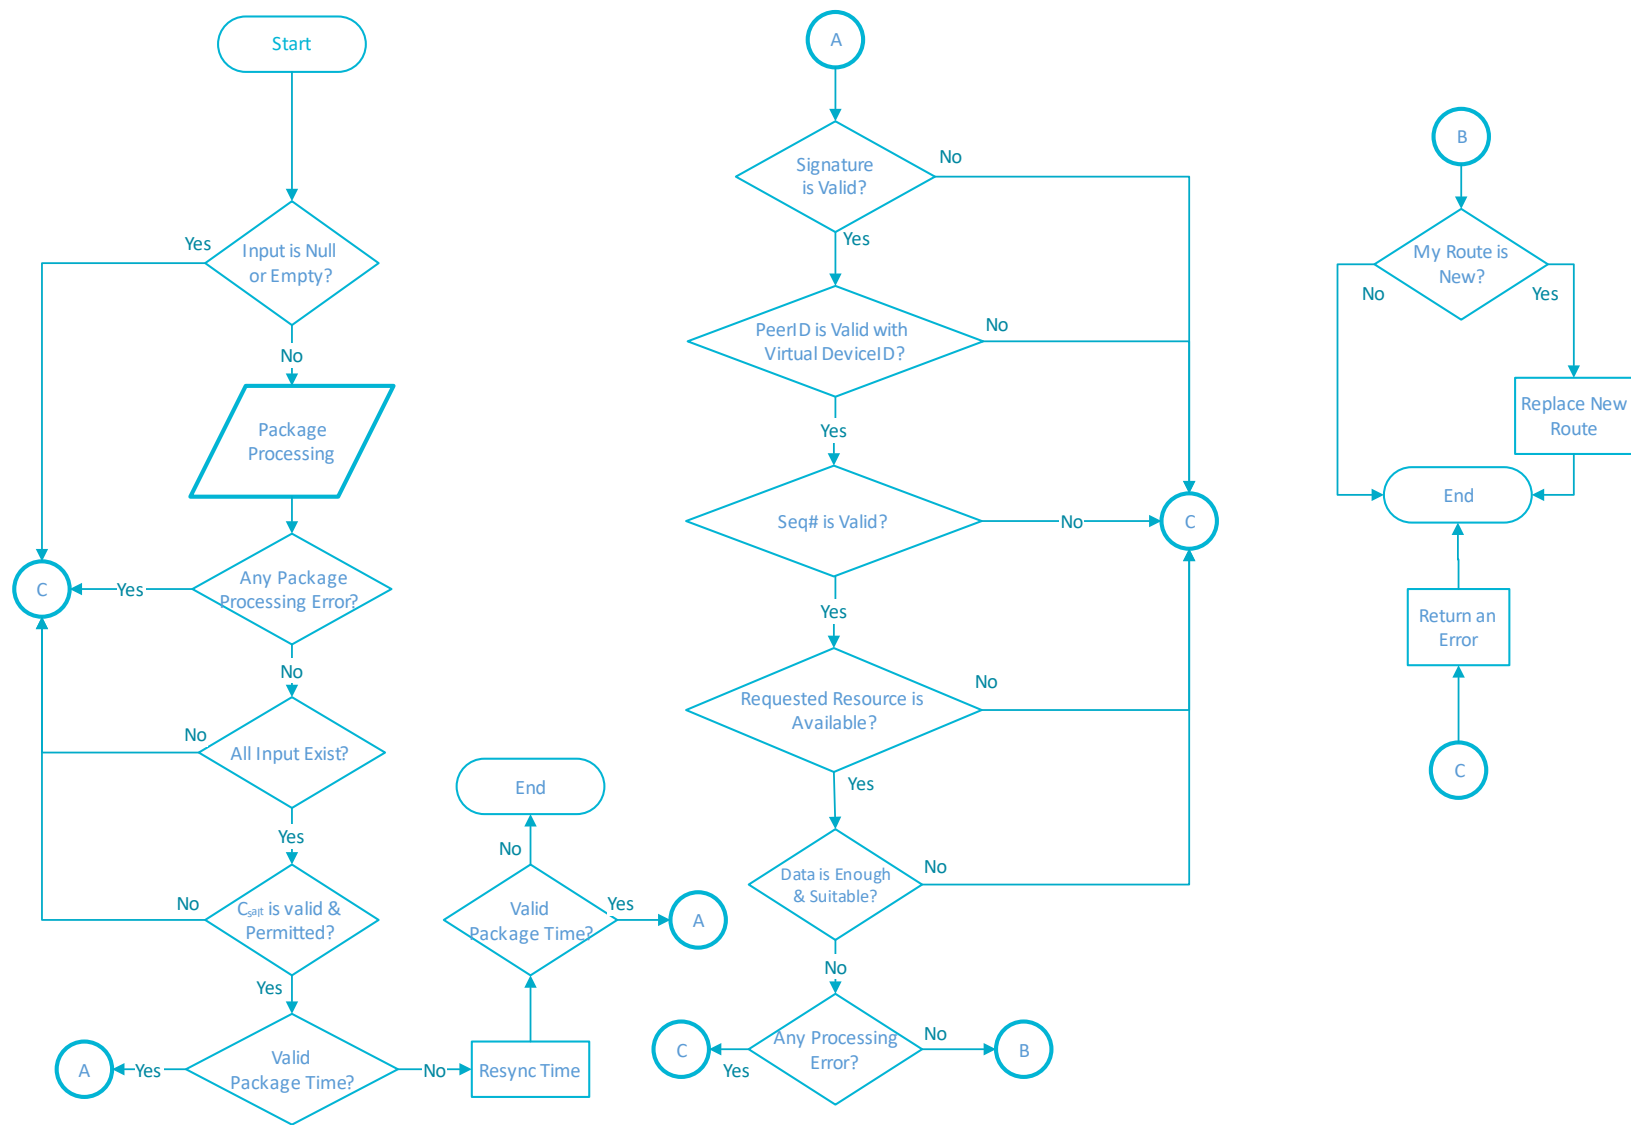 Start
Input is Null
or Empty?
Yes
No
Package
Processing
Any Package
Processing Error?
Yes
C
No
All Input Exist?
No
Yes
Csalt is valid &
Permitted?
No
Yes
Valid
Package Time?
Yes
A
No
Resync Time
Valid
Package Time?
No
End
Yes
A
A
Signature
is Valid?
No
Yes
PeerID is Valid with
Virtual DeviceID?
No
Yes
Seq# is Valid?
No
C
Yes
Requested Resource is
Available?
No
Yes
Data is Enough
& Suitable?
No
No
Any Processing
Error?
Yes
C
No
B
B
My Route is
New?
No
Yes
Replace New
Route
End
Return an
Error
C